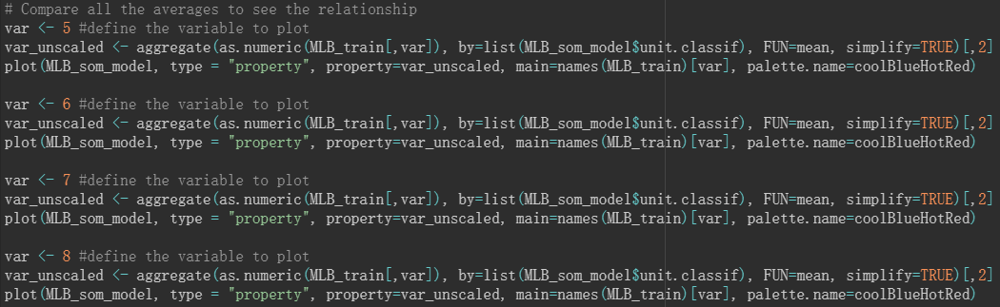 # Compare all the averages to see the relationship
var <- 5 #define the variable to plot
var_unscaled <- aggregate(as.numeric(MLB_train[,var]), by=list(MLB_som_model$unit.classif), FUN=mean, simplify=TRUE)[,2]
plot(MLB_som_model, type = "property", property=var_unscaled, main=names(MLB_train)[var], palette.name=coolBlueHotRed)
var <- 6 #define the variable to plot
var_unscaled <- aggregate(as.numeric(MLB_train[,var]), by=list(MLB_som_model$unit.classif), FUN=mean, simplify=TRUE)[,2]
plot(MLB_som_model, type = "property", property=var_unscaled, main=names(MLB_train)[var], palette.name=coolBlueHotRed)
var <- 7 #define the variable to plot
var_unscaled <- aggregate(as.numeric(MLB_train[,var]), by=list(MLB_som_model$unit.classif), FUN=mean, simplify=TRUE)[,2]
plot(MLB_som_model, type = "property", property=var_unscaled, main=names(MLB_train)[var], palette.name=coolBlueHotRed)
var <- 8 #define the variable to plot
var_unscaled <- aggregate(as.numeric(MLB_train[,var]), by=list(MLB_som_model$unit.classif), FUN=mean, simplify=TRUE)[,2]
plot(MLB_som_model, type = "property", property=var_unscaled, main=names(MLB_train)[var], palette.name=coolBlueHotRed)